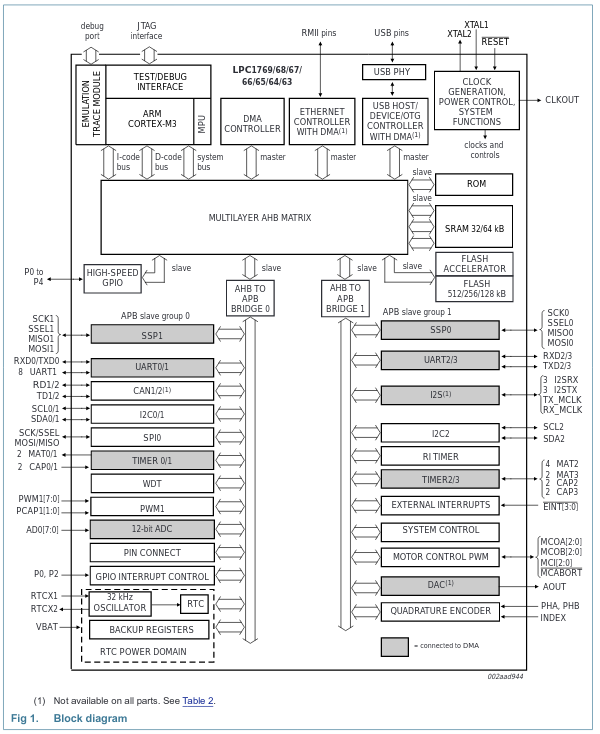 debug
port
JTAG
interface
RMII pins
USB pins
XTAL1
XTAL2
RESET
EMULATION
TRACE MODULE
TEST/DEBUG
INTERFACE
ARM
CORTEX-M3
MPU
LPC1769/68/67/
66/65/64/63
DMA
CONTROLLER
ETHERNET
CONTROLLER
WITH DMA(1)
USB PHY
USB HOST/
DEVICE/OTG
CONTROLLER
WITH DMA(1)
CLOCK
GENERATION,
POWER CONTROL,
SYSTEM
FUNCTIONS
CLKOUT
clocks and
controls
I-code
bus
D-code
bus
system
bus
master
master
master
slave
ROM
slave
SRAM 32/64 kB
MULTILAYER AHB MATRIX
FLASH
ACCELERATOR
FLASH
512/256/128 kB
P0 to
P4
HIGH-SPEED
GPIO
slave
slave
slave
slave
AHB TO
APB
BRIDGE 0
AHB TO
APB
BRIDGE 1
APB slave group 0
SCK1
SSEL1
MISO1
MOSI1
SSP1
RXD0/TXD0
8 UART1
UART0/1
RD1/2
TD1/2
CAN1/2(1)
SCL0/1
SDA0/1
I2C0/1
SCK/SSEL
MOSI/MISO
SPI0
2 MAT0/1
2 CAP0/1
TIMER 0/1
WDT
PWM1[7:0]
PCAP1[1:0]
PWM1
AD0[7:0]
12-bit ADC
PIN CONNECT
P0, P2
GPIO INTERRUPT CONTROL
RTCX1
RTCX2
32 kHz
OSCILLATOR
RTC
VBAT
BACKUP REGISTERS
RTC POWER DOMAIN
APB slave group 1
SSP0
SCK0
SSEL0
MISO0
MOSI0
UART2/3
RXD2/3
TXD2/3
I2S(1)
3 I2SRX
3 I2STX
TX_MCLK
RX_MCLK
I2C2
SCL2
SDA2
RI TIMER
TIMER2/3
4 MAT2
2 MAT3
2 CAP2
2 CAP3
EXTERNAL INTERRUPTS
EINT[3:0]
SYSTEM CONTROL
MOTOR CONTROL PWM
MCOA[2:0]
MCOB[2:0]
MCI[2:0]
MCABORT
DAC(1)
AOUT
QUADRATURE ENCODER
PHA, PHB
INDEX
= connected to DMA
002aad944
(1) Not available on all parts. See Table 2.
Fig 1. Block diagram